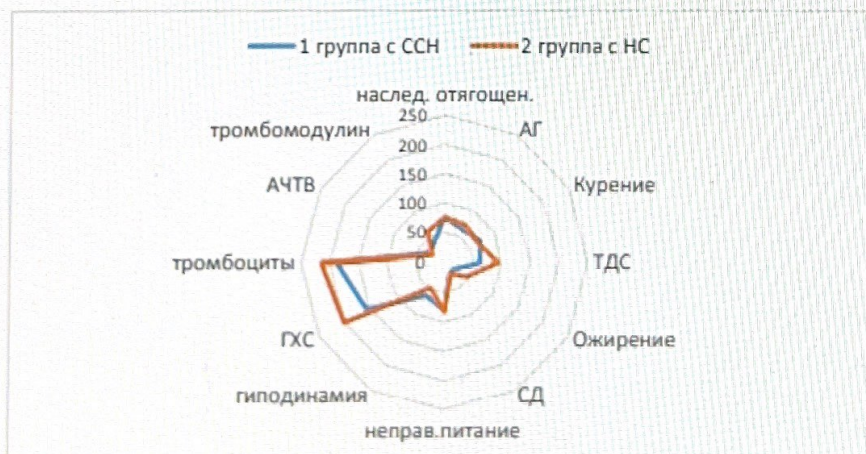 1 группа с ССН
2 группа с НС
наслед. отягощен.
АГ
Курение
ТДС
Ожирение
СД
неправ.питание
гиподинамия
ГХС
тромбоциты
АЧТВ
тромбомодулин
250
200
150
100
50
0